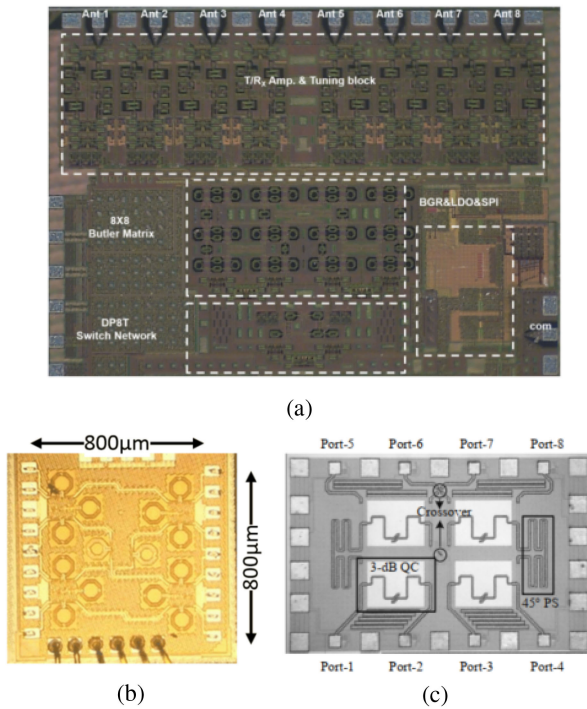 Ant 1 Ant 2 Ant 3 Ant 4 Ant 5 Ant 6 Ant 7 Ant 8
T/Rx Amp. & Tuning block
8X8
Butler Matrix
BGR&LDO&SPI
DP8T
Switch Network
com
(a)
800μm
800μm
(b)
Port-5 Port-6 Port-7 Port-8
Crossover
3-dB QC
45° PS
Port-1 Port-2 Port-3 Port-4
(c)